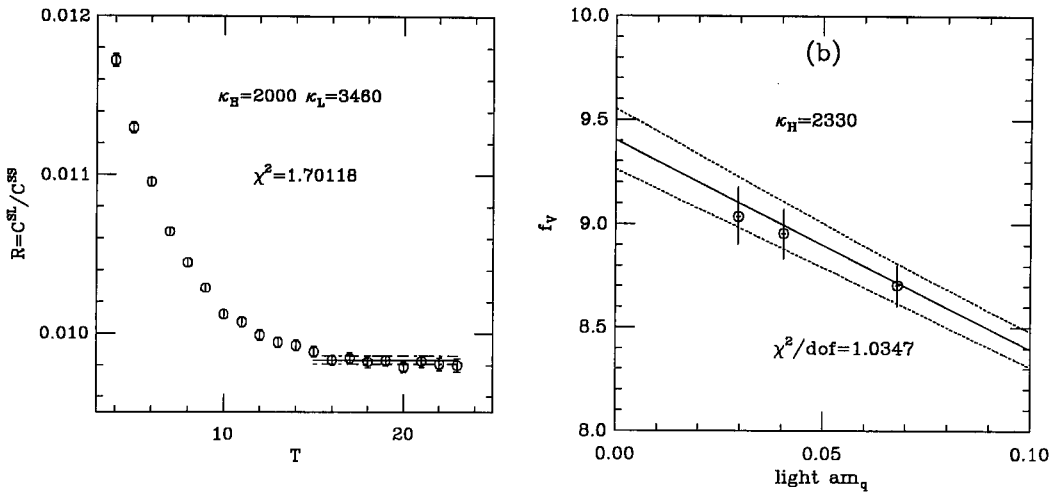 0.012
0.011
0.010
R=C^SL/C^SS
κ_H=2000 κ_L=3460
χ²=1.70118
10
20
T
10.0
9.5
9.0
8.5
8.0
f_V
(b)
κ_H=2330
χ²/dof=1.0347
0.00
0.05
0.10
light am_q